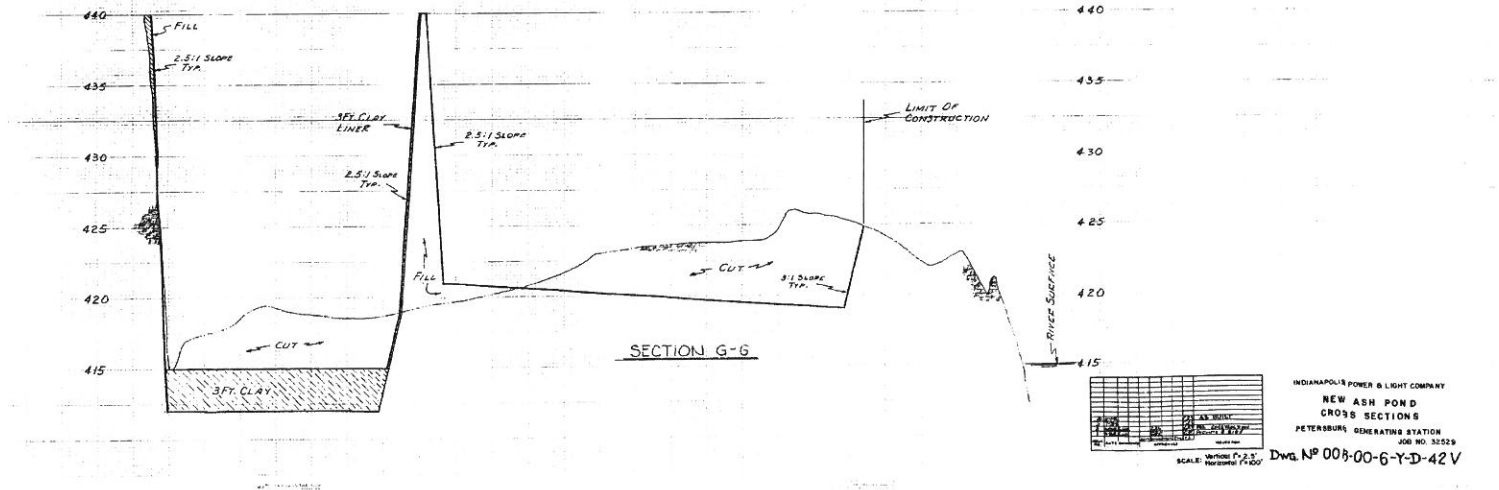 440
FILL
2.5:1 SLOPE
TYP.
435
430
425
420
415
3FT. CLAY
LINER
2.5:1 SLOPE
TYP.
2.5:1 SLOPE
TYP.
FILL
CUT
3FT. CLAY
CUT
3:1 SLOPE
TYP.
LIMIT OF
CONSTRUCTION
SECTION G-G
440
435
430
425
420
415
RIVER SURFACE
AS BUILT
INDIANAPOLIS POWER & LIGHT COMPANY
NEW ASH POND
CROSS SECTIONS
PETERSBURG GENERATING STATION
JOB NO. 32529
SCALE: Vertical 1"=2.5'
Horizontal 1"=100'
DWG. Nº 00B-00-6-Y-D-42 V